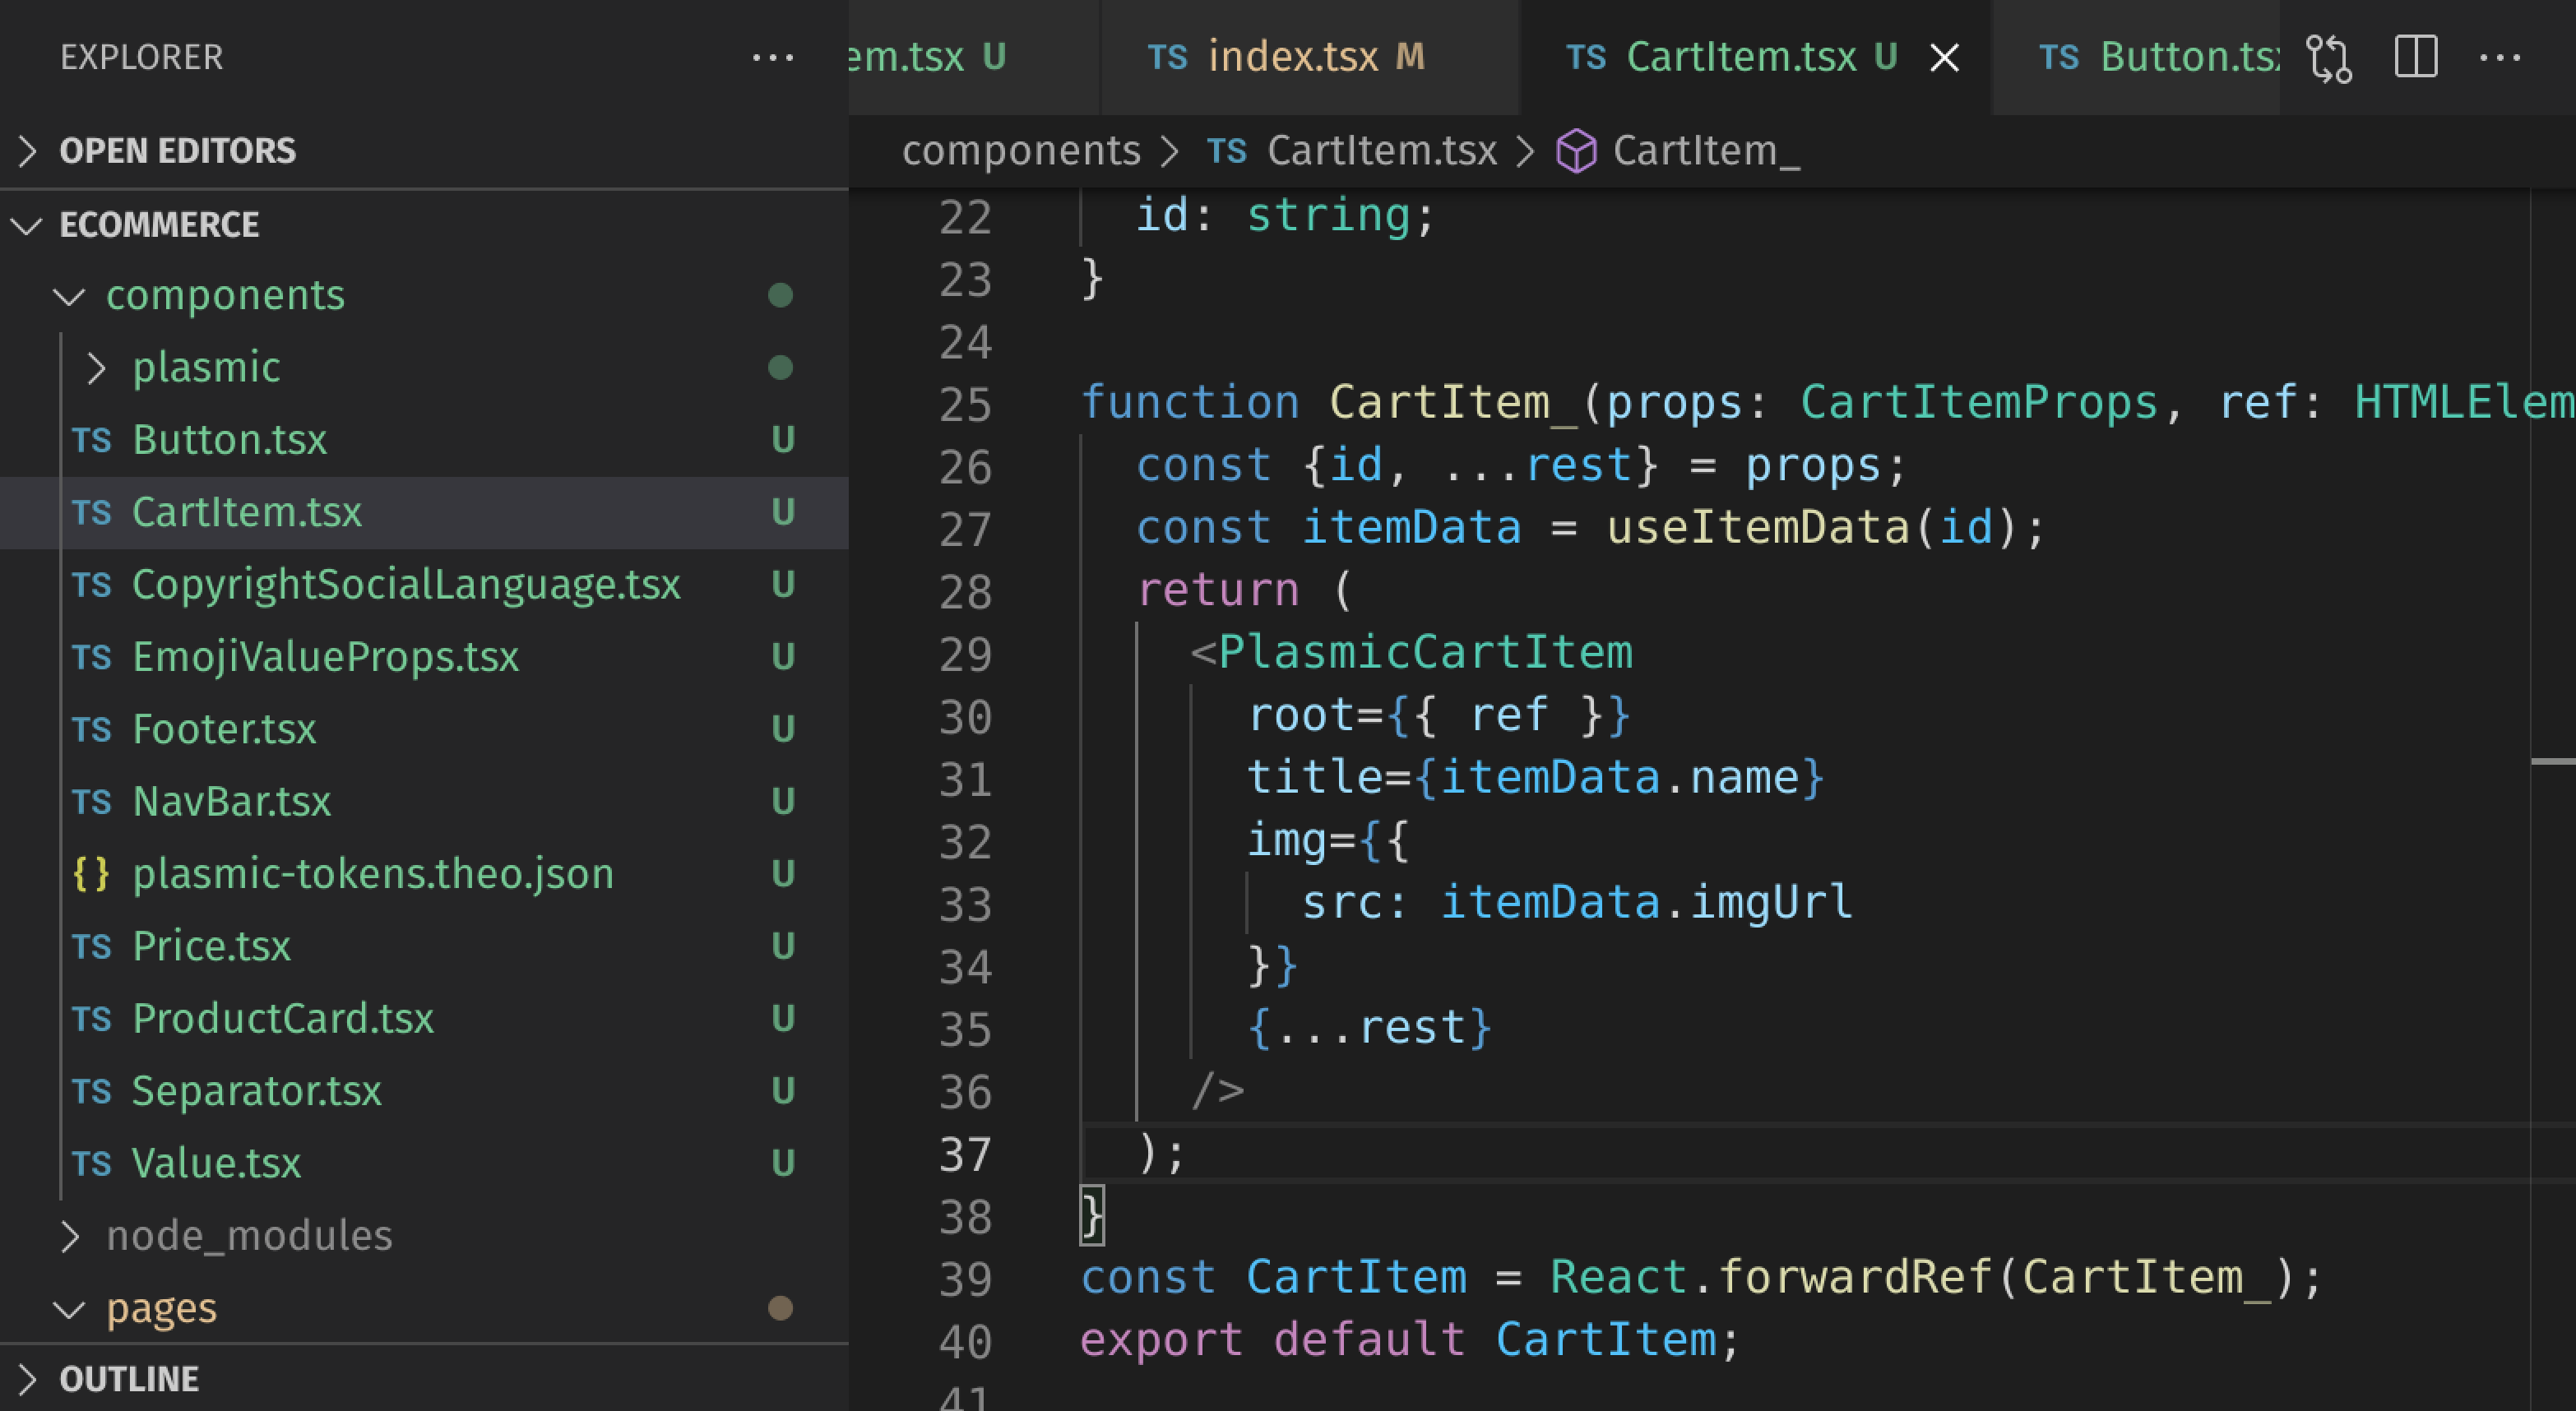 EXPLORER
OPEN EDITORS
ECOMMERCE
components
plasmic
TS Button.tsx U
TS CartItem.tsx U
TS CopyrightSocialLanguage.tsx U
TS EmojiValueProps.tsx U
TS Footer.tsx U
TS NavBar.tsx U
{} plasmic-tokens.theo.json U
TS Price.tsx U
TS ProductCard.tsx U
TS Separator.tsx U
TS Value.tsx U
node_modules
pages
OUTLINE
em.tsx U TS index.tsx M TS CartItem.tsx U TS Button.tsx
components > TS CartItem.tsx > CartItem_
22 id: string;
23 }
24
25 function CartItem_(props: CartItemProps, ref: HTMLElem
26 const {id, ...rest} = props;
27 const itemData = useItemData(id);
28 return (
29 <PlasmicCartItem
30 root={{ ref }}
31 title={itemData.name}
32 img={{
33 src: itemData.imgUrl
34 }}
35 {...rest}
36 />
37 );
38 }
39 const CartItem = React.forwardRef(CartItem_);
40 export default CartItem;
41